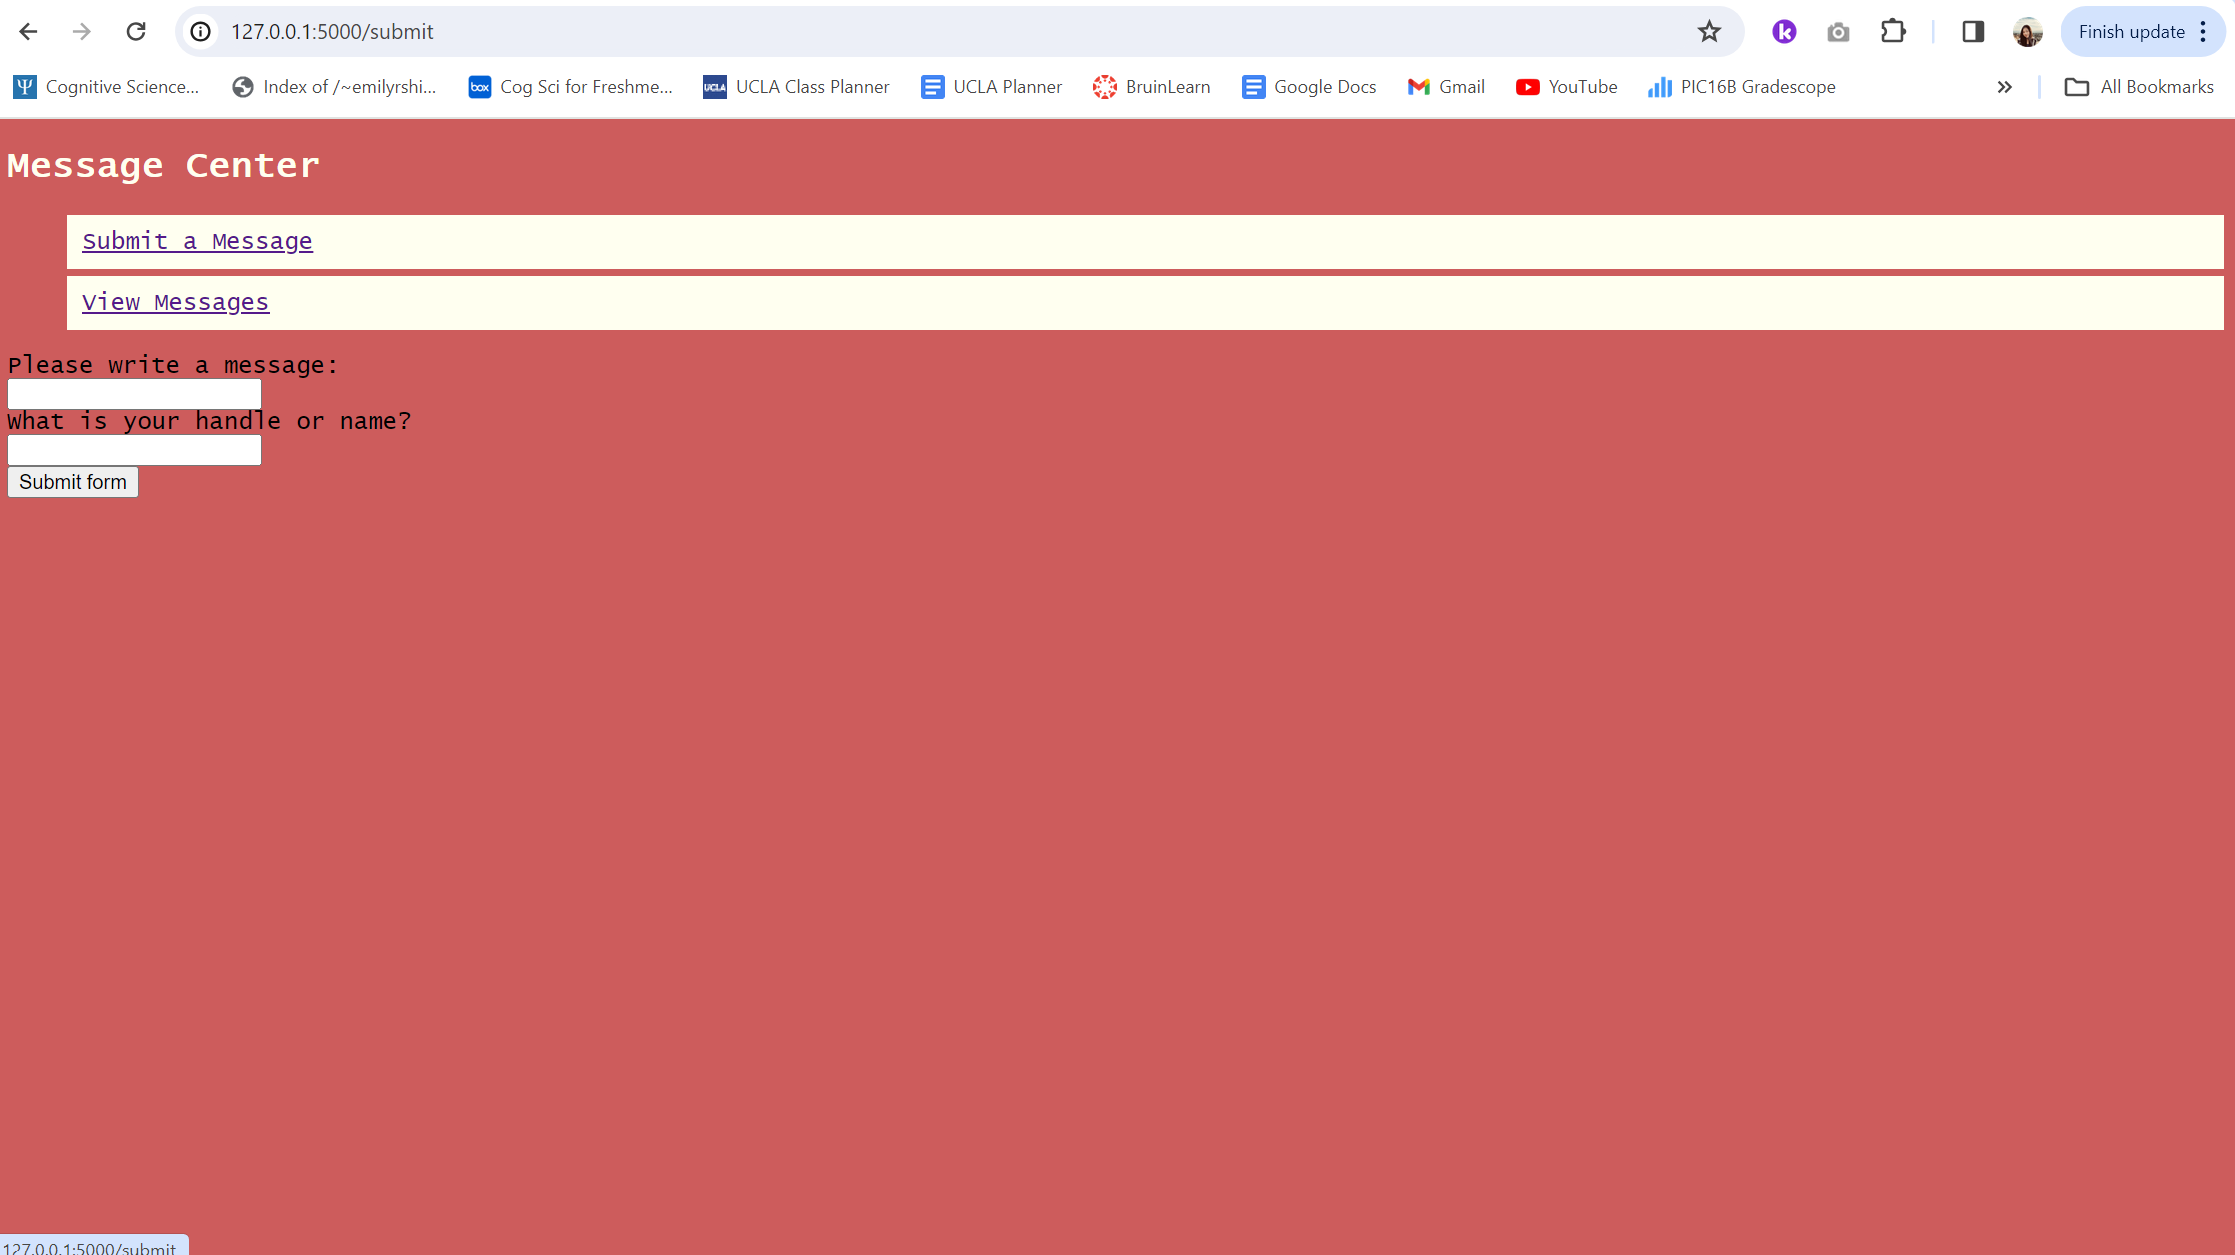 127.0.0.1:5000/submit
Finish update
Cognitive Science... Index of /~emilyrshi... box Cog Sci for Freshme... UCLA UCLA Class Planner UCLA Planner BruinLearn Google Docs Gmail YouTube PIC16B Gradescope » All Bookmarks
Message Center
Submit a Message
View Messages
Please write a message:
What is your handle or name?
Submit form
127.0.0.1:5000/submit